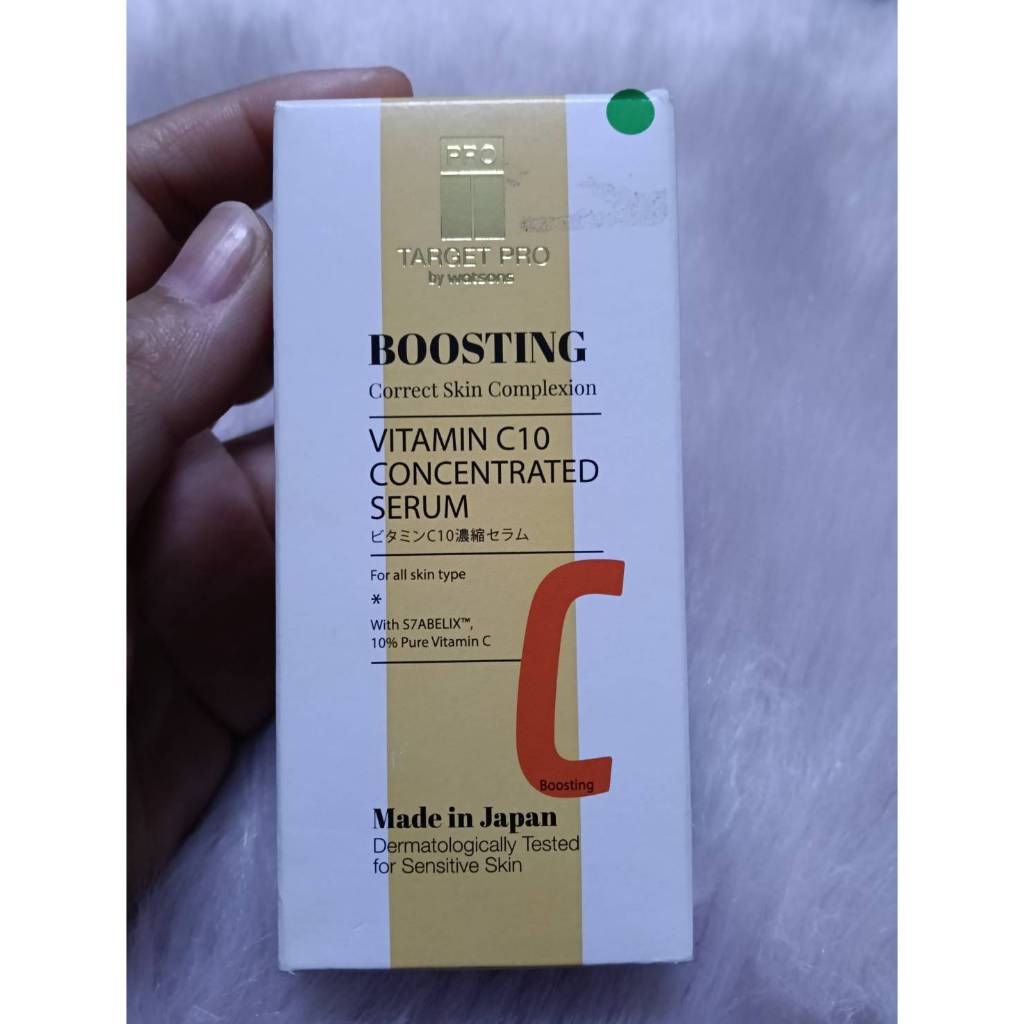 PRO
TARGET PRO
by watsons
BOOSTING
Correct Skin Complexion
VITAMIN C10
CONCENTRATED
SERUM
ビタミンC10濃縮セラム
For all skin type
*
With S7ABELIX™,
10% Pure Vitamin C
C
Boosting
Made in Japan
Dermatologically Tested
for Sensitive Skin